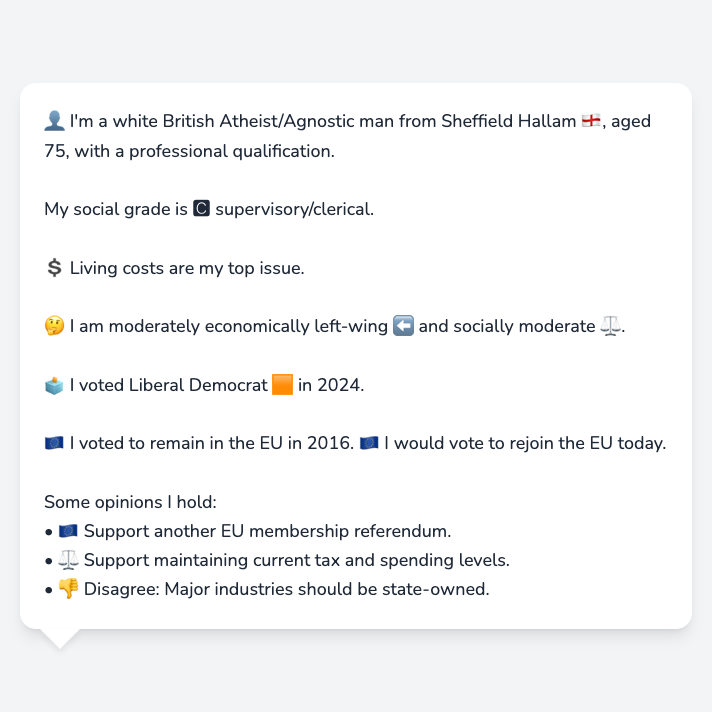 👤 I'm a white British Atheist/Agnostic man from Sheffield Hallam 🏴󠁧󠁢󠁥󠁮󠁧󠁿, aged
75, with a professional qualification.
My social grade is 🅲 supervisory/clerical.
💲 Living costs are my top issue.
🤔 I am moderately economically left-wing ⬅️ and socially moderate ⚖️.
🗳️ I voted Liberal Democrat 🟧 in 2024.
🇪🇺 I voted to remain in the EU in 2016. 🇪🇺 I would vote to rejoin the EU today.
Some opinions I hold:
• 🇪🇺 Support another EU membership referendum.
• ⚖️ Support maintaining current tax and spending levels.
• 👎 Disagree: Major industries should be state-owned.